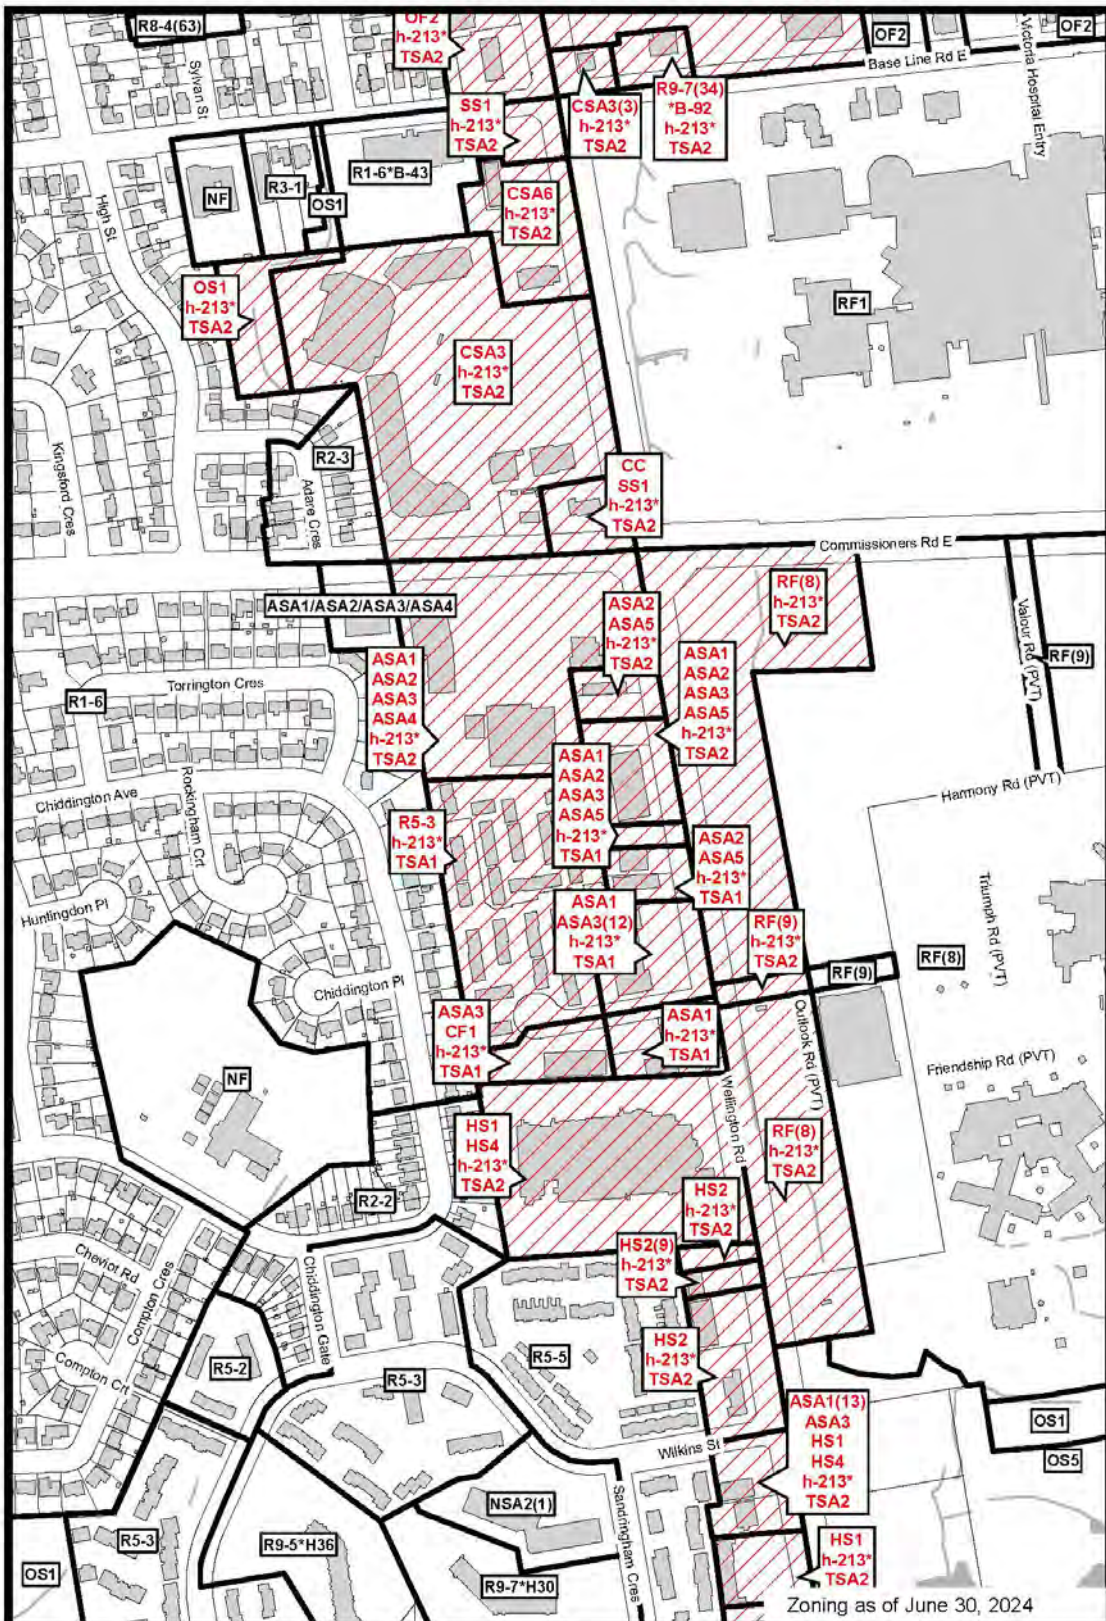 R8-4(63)
OF2
h-213*
TSA2
OF2
OF2
Base Line Rd E
Victoria Hospital Entry
Sylvan St
SS1
h-213*
TSA2
CSA3(3)
h-213*
TSA2
R9-7(34)
*B-92
h-213*
TSA2
NF
R3-1
OS1
R1-6*B-43
CSA6
h-213*
TSA2
High St
OS1
h-213*
TSA2
RF1
CSA3
h-213*
TSA2
Kingsford Cres
R2-3
Adare Cres
CC
SS1
h-213*
TSA2
Commissioners Rd E
ASA1/ASA2/ASA3/ASA4
RF(8)
h-213*
TSA2
ASA2
ASA5
h-213*
TSA2
Valour Rd (PVT)
RF(9)
ASA1
ASA2
ASA3
ASA4
h-213*
TSA2
ASA1
ASA2
ASA3
ASA5
h-213*
TSA2
R1-6
Torrington Cres
Chiddington Ave
Rockingham Crt
ASA1
ASA2
ASA3
ASA5
h-213*
TSA1
Harmony Rd (PVT)
R5-3
h-213*
TSA1
ASA2
ASA5
h-213*
TSA1
Huntingdon Pl
ASA1
ASA3(12)
h-213*
TSA1
RF(9)
h-213*
TSA2
Triumph Rd (PVT)
RF(8)
RF(9)
Chiddington Pl
ASA3
CF1
h-213*
TSA1
ASA1
h-213*
TSA1
Outlook Rd (PVT)
Friendship Rd (PVT)
NF
Wellington Rd
HS1
HS4
h-213*
TSA2
RF(8)
h-213*
TSA2
R2-2
HS2
h-213*
TSA2
Cheviot Rd
Compton Cres
Chiddington Gate
HS2(9)
h-213*
TSA2
Compton Crt
R5-2
R5-3
R5-5
HS2
h-213*
TSA2
ASA1(13)
ASA3
HS1
HS4
h-213*
TSA2
OS1
OS5
Wilkins St
NSA2(1)
Sandringham Cres
R5-3
R9-5*H36
OS1
R9-7*H30
HS1
h-213*
TSA2
Zoning as of June 30, 2024